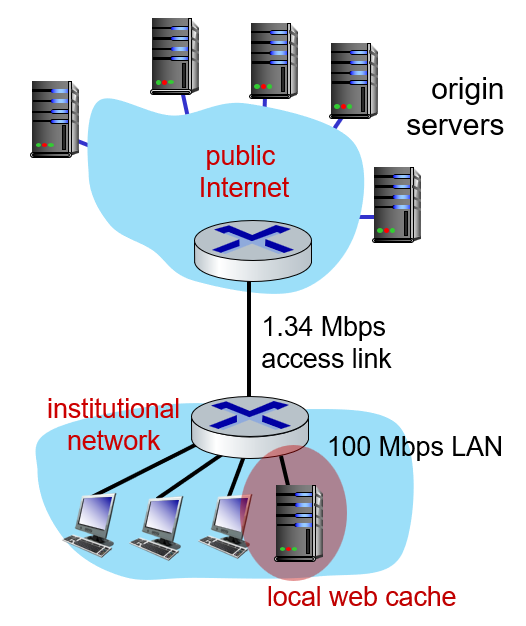 origin
servers
public
Internet
1.34 Mbps
access link
institutional
network
100 Mbps LAN
local web cache